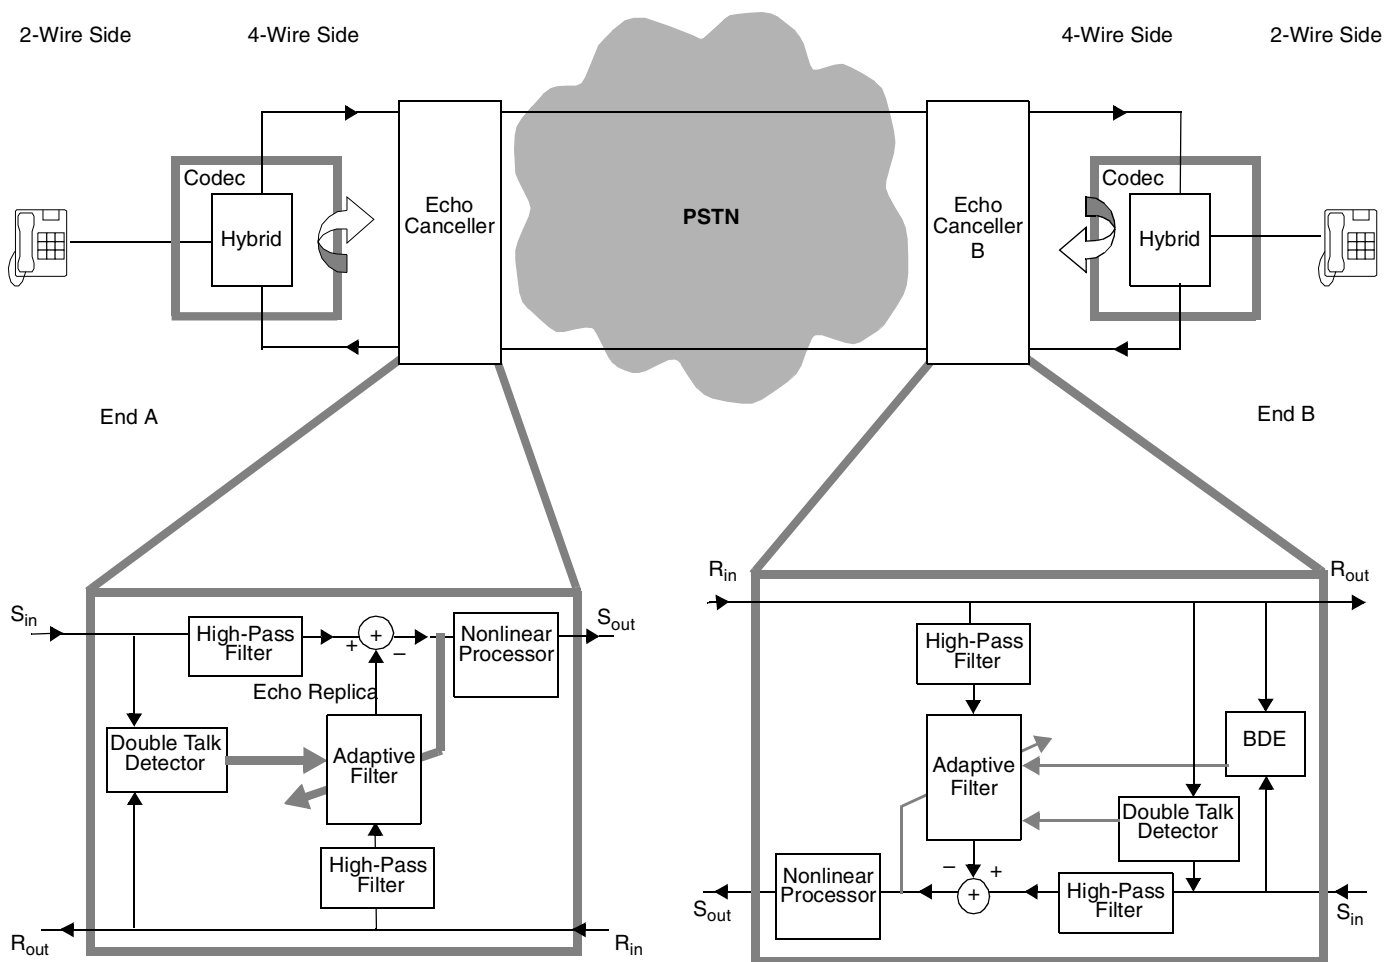 2-Wire Side
4-Wire Side
4-Wire Side
2-Wire Side
Codec
Hybrid
Echo
Canceller
PSTN
Echo
Canceller
B
Codec
Hybrid
End A
End B
Sin
High-Pass
Filter
+
+
−
Nonlinear
Processor
Sout
Echo Replica
Double Talk
Detector
Adaptive
Filter
High-Pass
Filter
Rout
Rin
Rin
Rout
High-Pass
Filter
BDE
Adaptive
Filter
Double Talk
Detector
Nonlinear
Processor
−
+
+
High-Pass
Filter
Sout
Sin